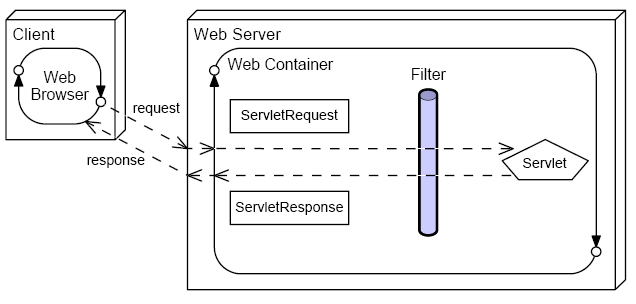 Client
Web
Browser
request
response
Web Server
Web Container
Filter
ServletRequest
Servlet
ServletResponse